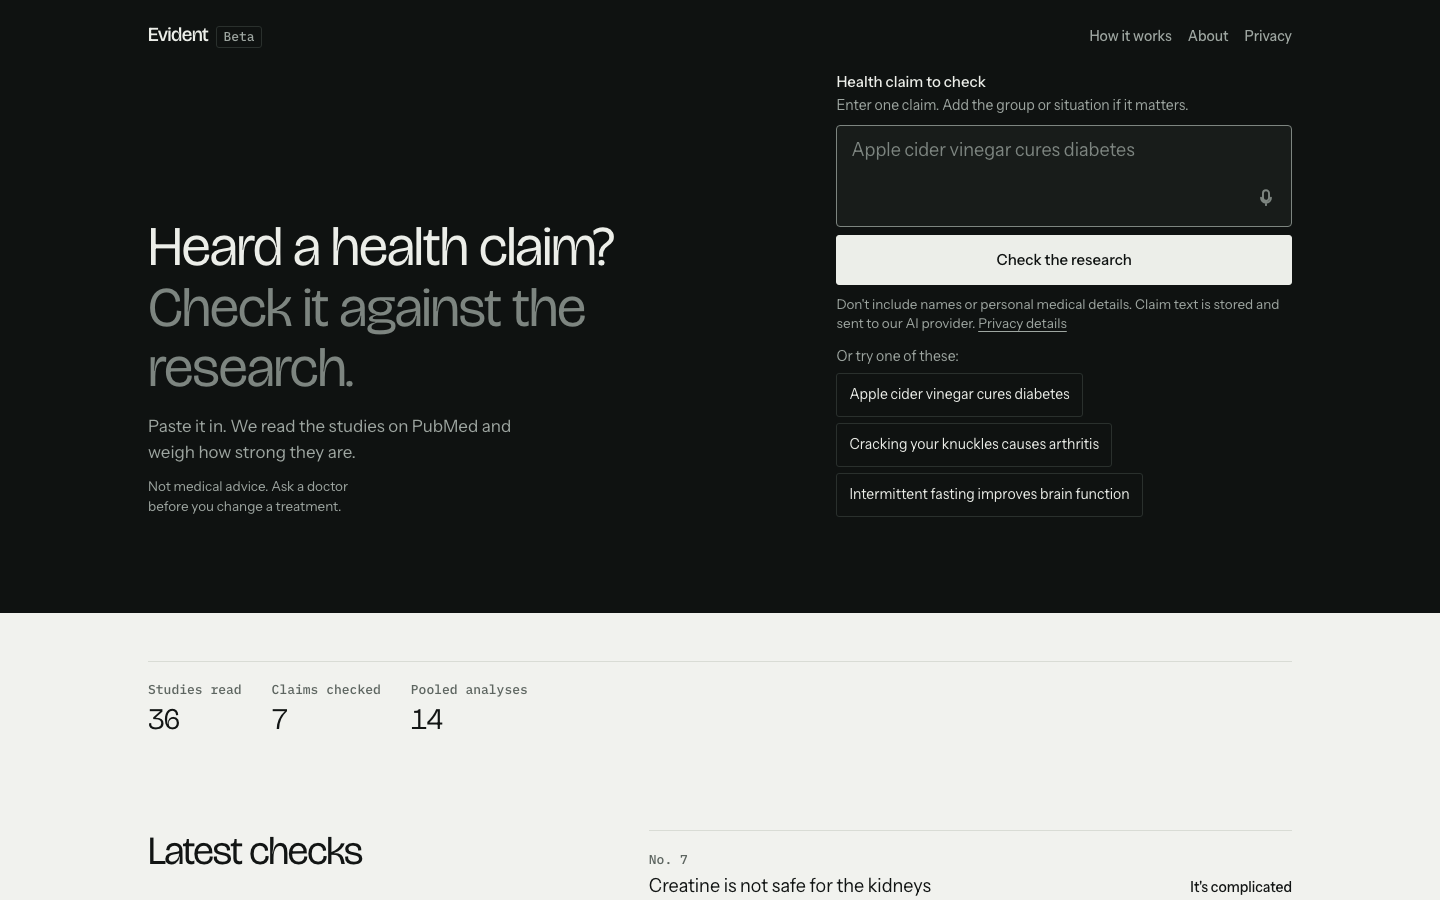 Evident Beta
How it works About Privacy
Health claim to check
Enter one claim. Add the group or situation if it matters.
Apple cider vinegar cures diabetes
Check the research
Don't include names or personal medical details. Claim text is stored and
sent to our AI provider. Privacy details
Or try one of these:
Apple cider vinegar cures diabetes
Cracking your knuckles causes arthritis
Intermittent fasting improves brain function
Heard a health claim?
Check it against the
research.
Paste it in. We read the studies on PubMed and
weigh how strong they are.
Not medical advice. Ask a doctor
before you change a treatment.
Studies read Claims checked Pooled analyses
36 7 14
Latest checks
No. 7
Creatine is not safe for the kidneys It's complicated